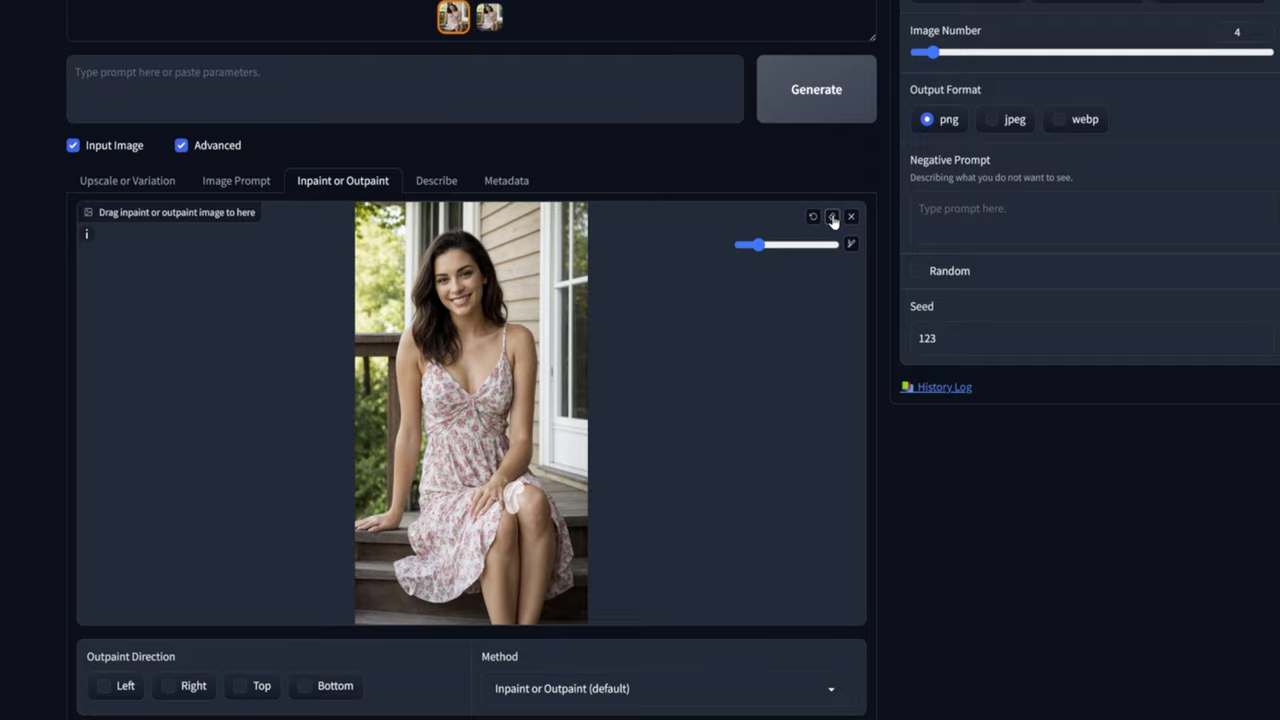 Type prompt here or paste parameters.
Generate
Input Image
Advanced
Upscale or Variation
Image Prompt
Inpaint or Outpaint
Describe
Metadata
Drag inpaint or outpaint image to here
i
Outpaint Direction
Left
Right
Top
Bottom
Method
Inpaint or Outpaint (default)
Image Number
4
Output Format
png
jpeg
webp
Negative Prompt
Describing what you do not want to see.
Type prompt here.
Random
Seed
123
History Log